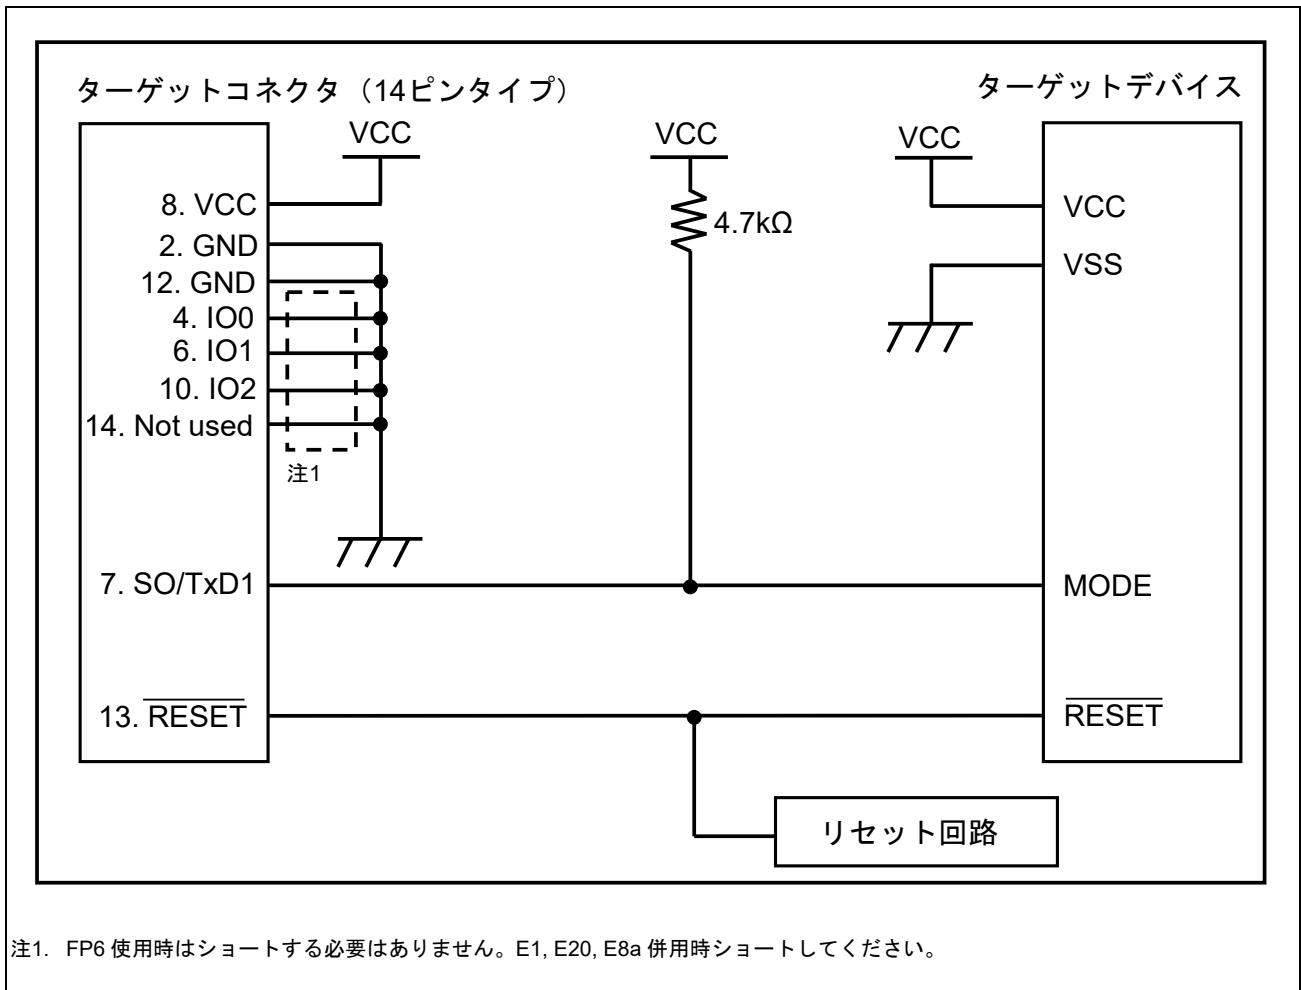 ターゲットコネクタ（14ピンタイプ）
ターゲットデバイス
VCC
VCC
VCC
8. VCC
2. GND
12. GND
4. IO0
6. IO1
10. IO2
14. Not used
注1
4.7kΩ
VCC
VSS
7. SO/TxD1
MODE
13. RESET
RESET
リセット回路
注1. FP6 使用時はショートする必要はありません。E1, E20, E8a 併用時ショートしてください。